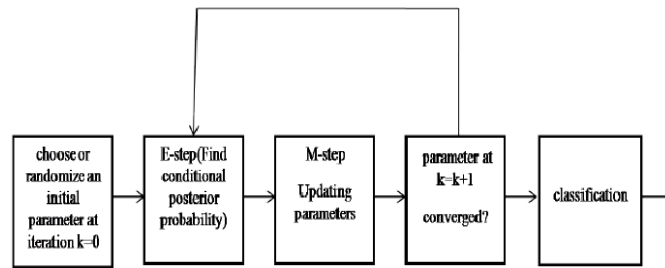 choose or
randomize an
initial
parameter at
iteration k=0
E-step(Find
conditional
posterior
probability)
M-step
Updating
parameters
parameter at
k=k+1
converged?
classification